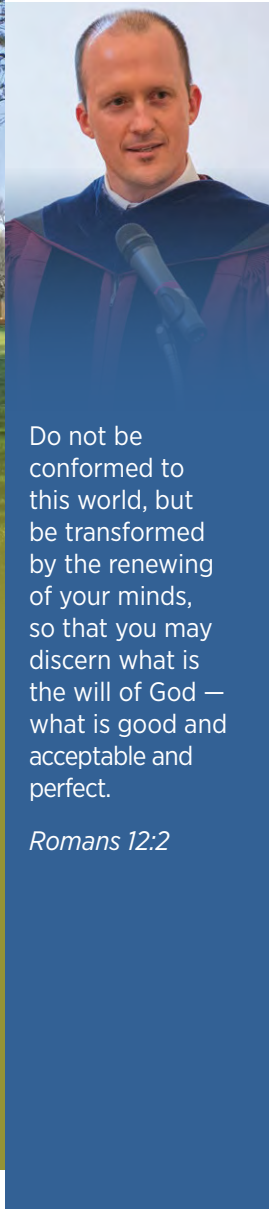 Do not be
conformed to
this world, but
be transformed
by the renewing
of your minds,
so that you may
discern what is
the will of God —
what is good and
acceptable and
perfect.
Romans 12:2